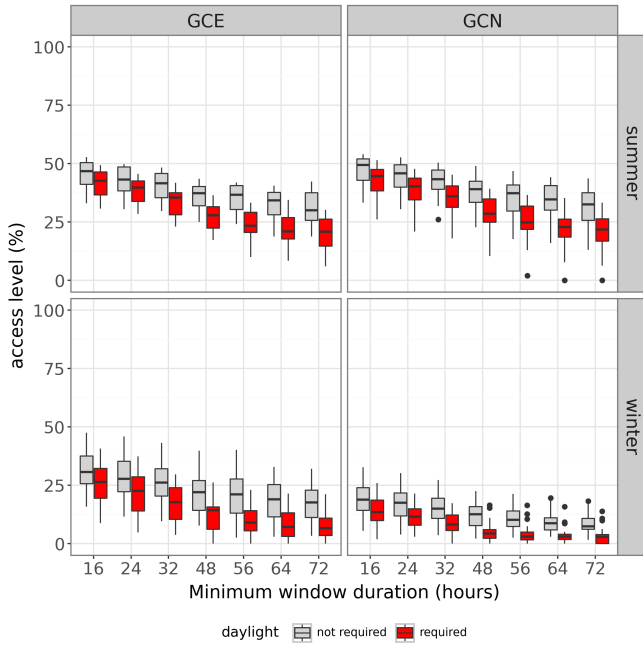 GCE GCN
100
75
50
25
0
summer
100
75
50
25
0
winter
access level (%)
16 24 32 48 56 64 72 16 24 32 48 56 64 72
Minimum window duration (hours)
daylight not required required